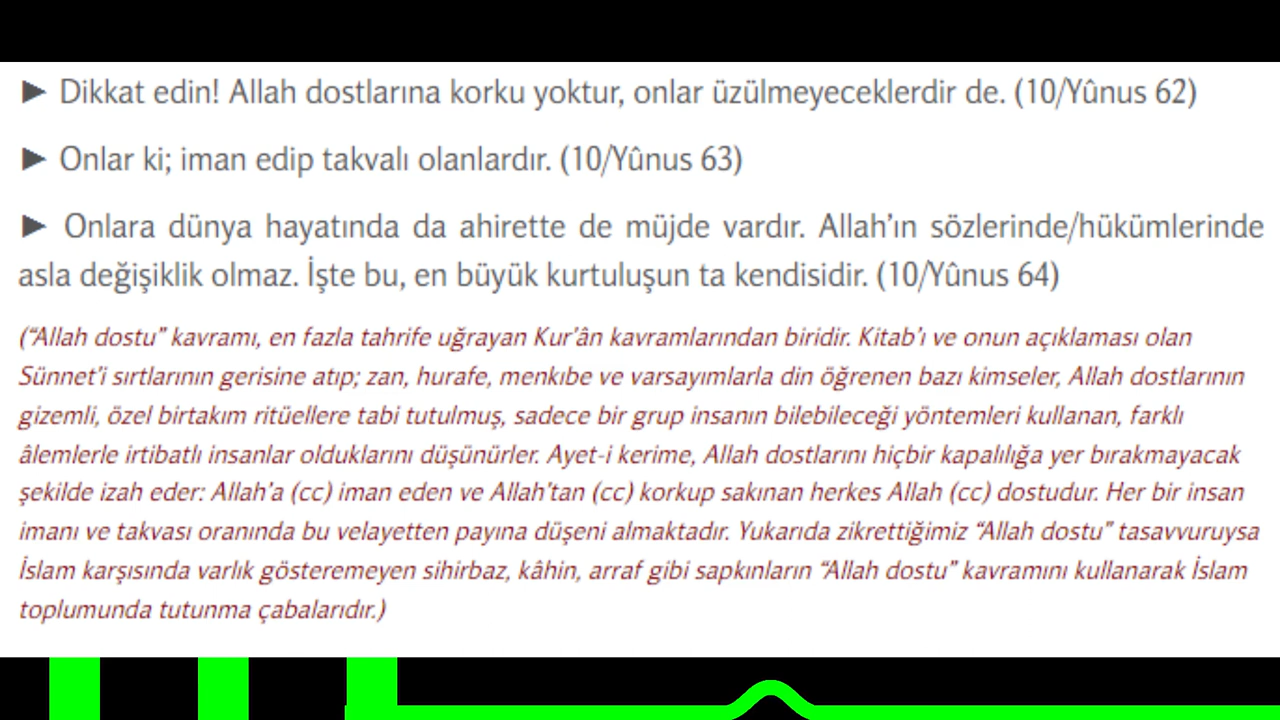 ► Dikkat edin! Allah dostlarına korku yoktur, onlar üzülmeyeceklerdir de. (10/Yûnus 62)
► Onlar ki; iman edip takvalı olanlardır. (10/Yûnus 63)
► Onlara dünya hayatında da ahirette de müjde vardır. Allah’ın sözlerinde/hükümlerinde
asla değişiklik olmaz. İşte bu, en büyük kurtuluşun ta kendisidir. (10/Yûnus 64)
(“Allah dostu” kavramı, en fazla tahrife uğrayan Kur’ân kavramlarından biridir. Kitab’ı ve onun açıklaması olan
Sünnet’i sırtlarının gerisine atıp; zan, hurafe, menkıbe ve varsayımlarla din öğrenen bazı kimseler, Allah dostlarının
gizemli, özel birtakım ritüellere tabi tutulmuş, sadece bir grup insanın bilebileceği yöntemleri kullanan, farklı
âlemlerle irtibatlı insanlar olduklarını düşünürler. Ayet-i kerime, Allah dostlarını hiçbir kapalılığa yer bırakmayacak
şekilde izah eder: Allah’a (cc) iman eden ve Allah’tan (cc) korkup sakınan herkes Allah (cc) dostudur. Her bir insan
imanı ve takvası oranında bu velayetten payına düşeni almaktadır. Yukarıda zikrettiğimiz “Allah dostu” tasavvuruysa
İslam karşısında varlık gösteremeyen sihirbaz, kâhin, arraf gibi sapkınların “Allah dostu” kavramını kullanarak İslam
toplumunda tutunma çabalarıdır.)